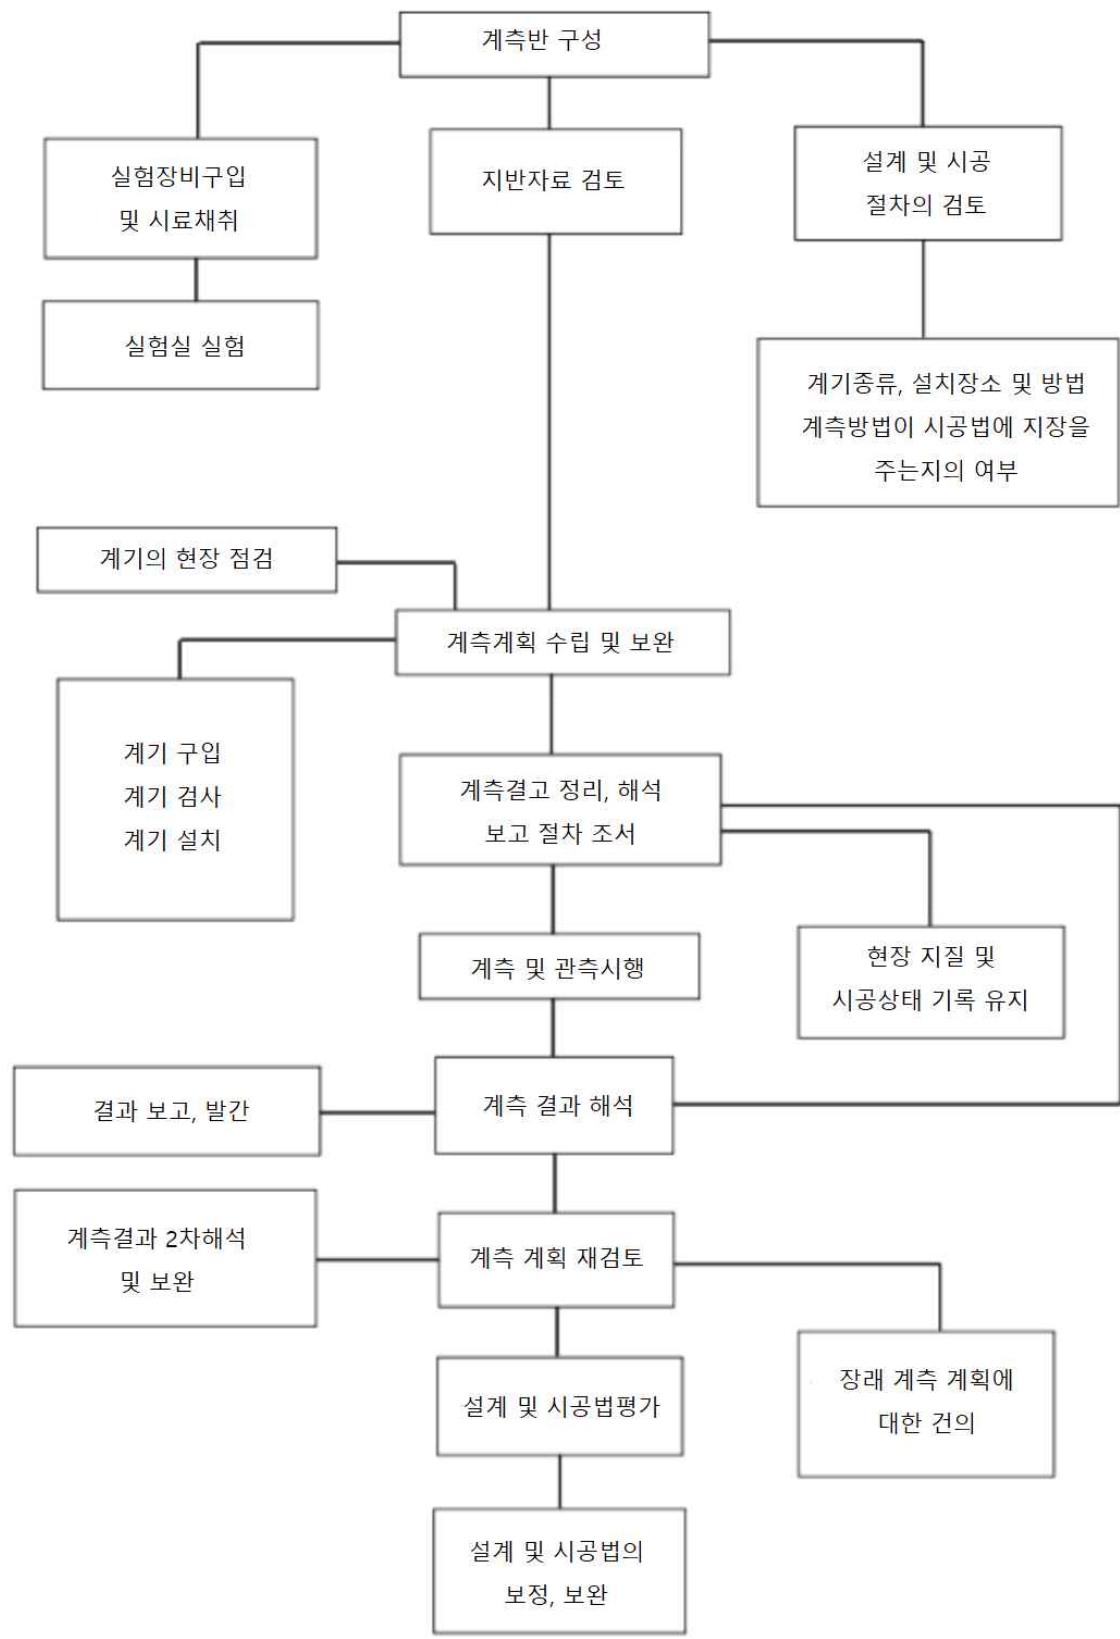 계측반 구성
실험장비구입
및 시료채취
지반자료 검토
설계 및 시공
절차의 검토
실험실 실험
계기종류, 설치장소 및 방법
계측방법이 시공법에 지장을
주는지의 여부
계기의 현장 점검
계측계획 수립 및 보완
계기 구입
계기 검사
계기 설치
계측결고 정리, 해석
보고 절차 조서
계측 및 관측시행
현장 지질 및
시공상태 기록 유지
결과 보고, 발간
계측 결과 해석
계측결과 2차해석
및 보완
계측 계획 재검토
설계 및 시공법평가
장래 계측 계획에
대한 건의
설계 및 시공법의
보정, 보완